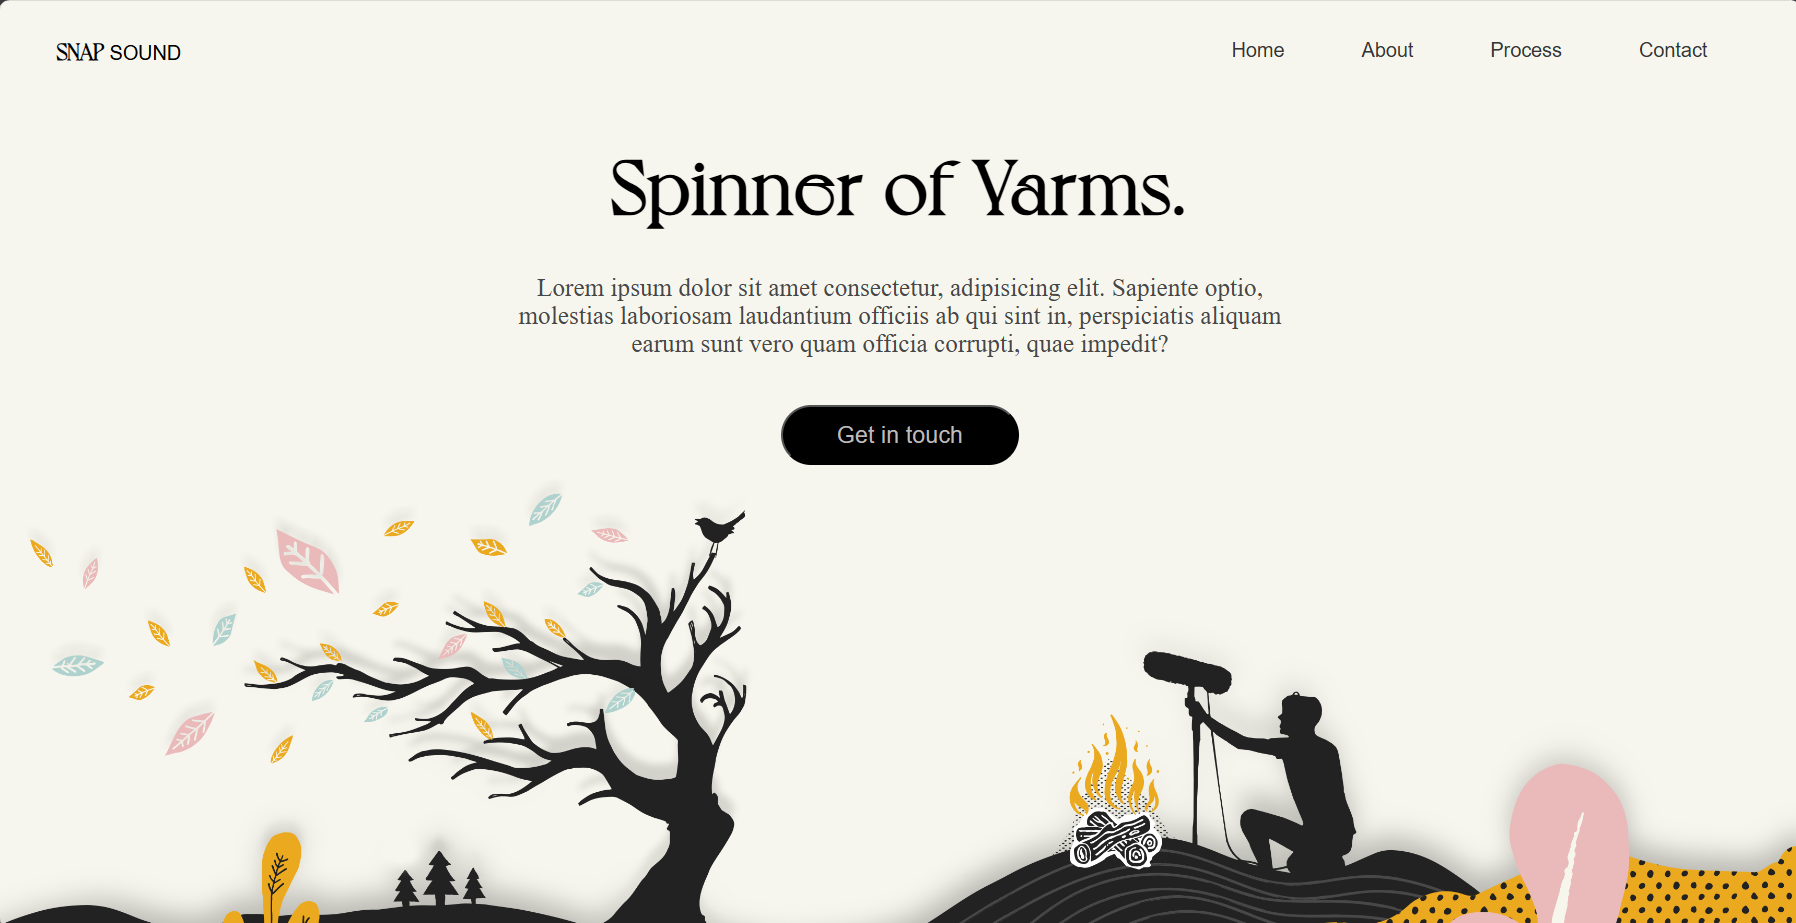 SNAP SOUND
Home About Process Contact
Spinner of Yarms.
Lorem ipsum dolor sit amet consectetur, adipisicing elit. Sapiente optio,
molestias laboriosam laudantium officiis ab qui sint in, perspiciatis aliquam
earum sunt vero quam officia corrupti, quae impedit?
Get in touch